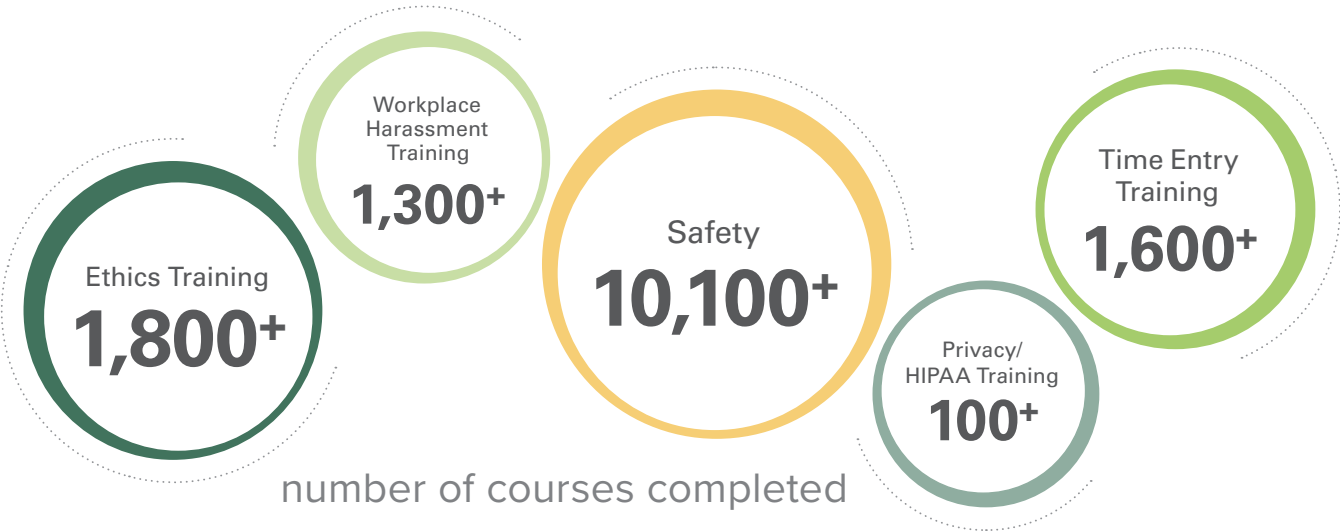 Ethics Training
1,800+
Workplace
Harassment
Training
1,300+
Safety
10,100+
Privacy/
HIPAA Training
100+
Time Entry
Training
1,600+
number of courses completed